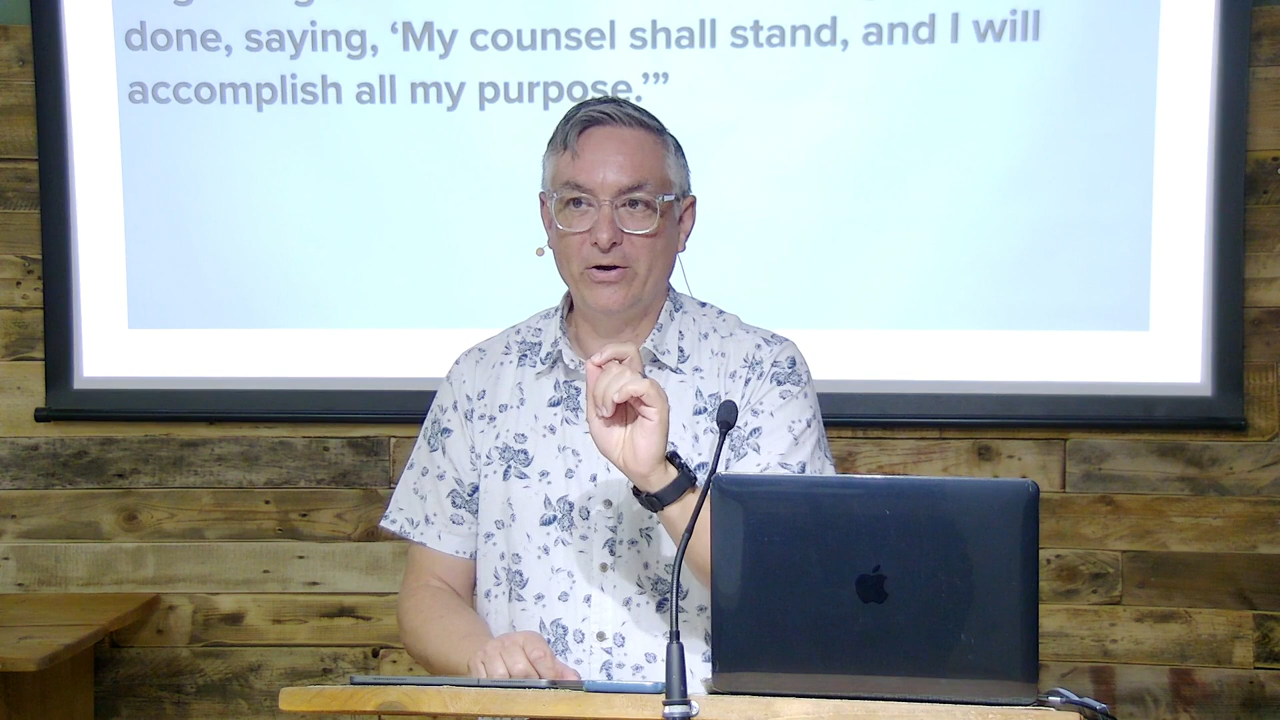 done, saying, ‘My counsel shall stand, and I will
accomplish all my purpose.’”